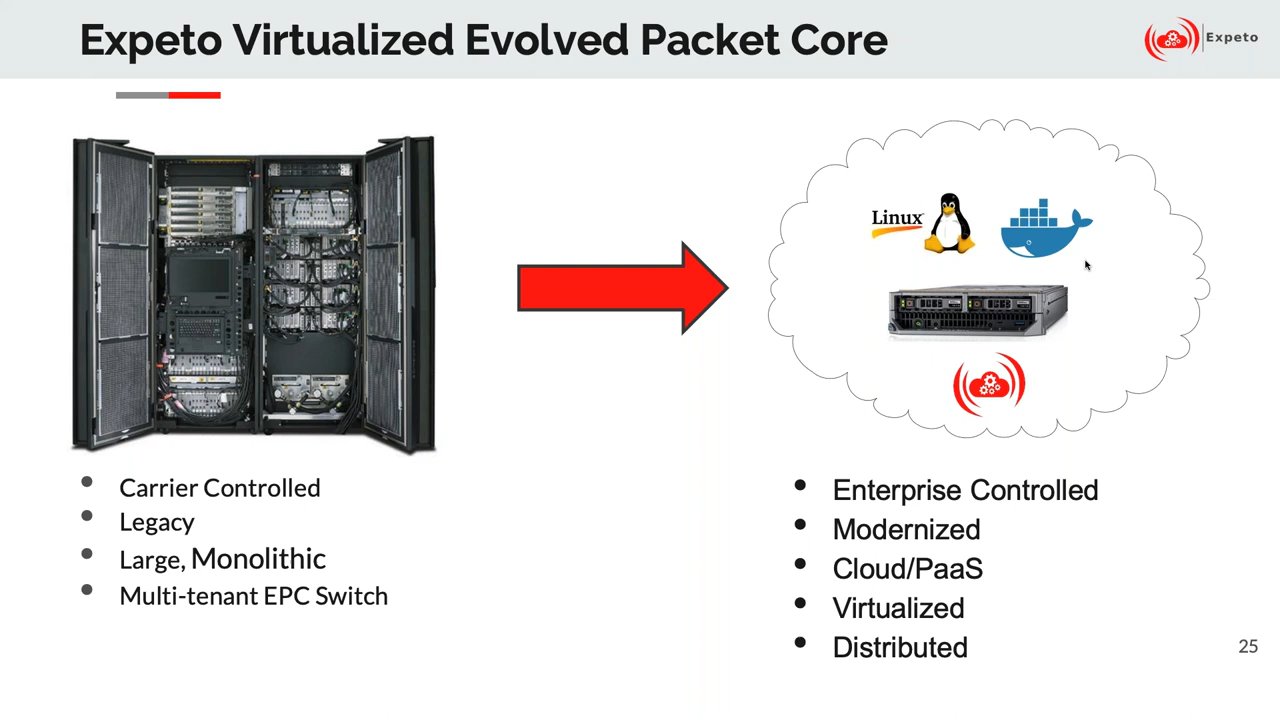 Expeto Virtualized Evolved Packet Core
Expeto
Linux
Carrier Controlled
Legacy
Large, Monolithic
Multi-tenant EPC Switch
Enterprise Controlled
Modernized
Cloud/PaaS
Virtualized
Distributed
25